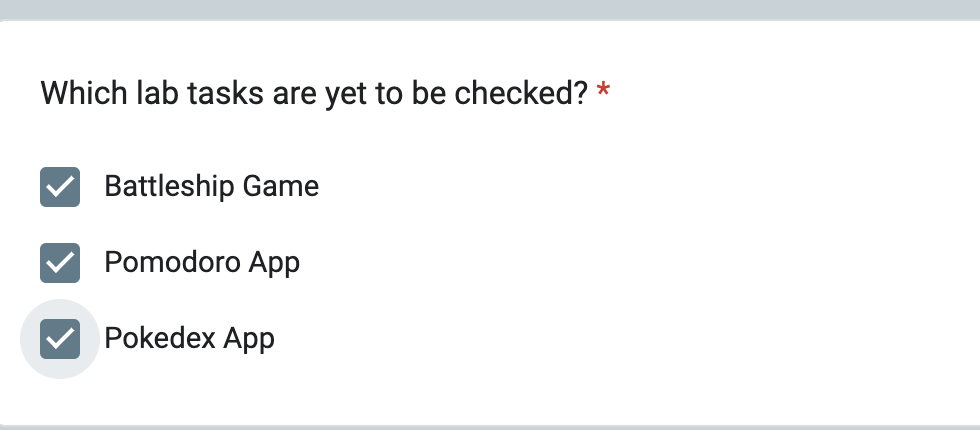 Which lab tasks are yet to be checked? *
Battleship Game
Pomodoro App
Pokedex App